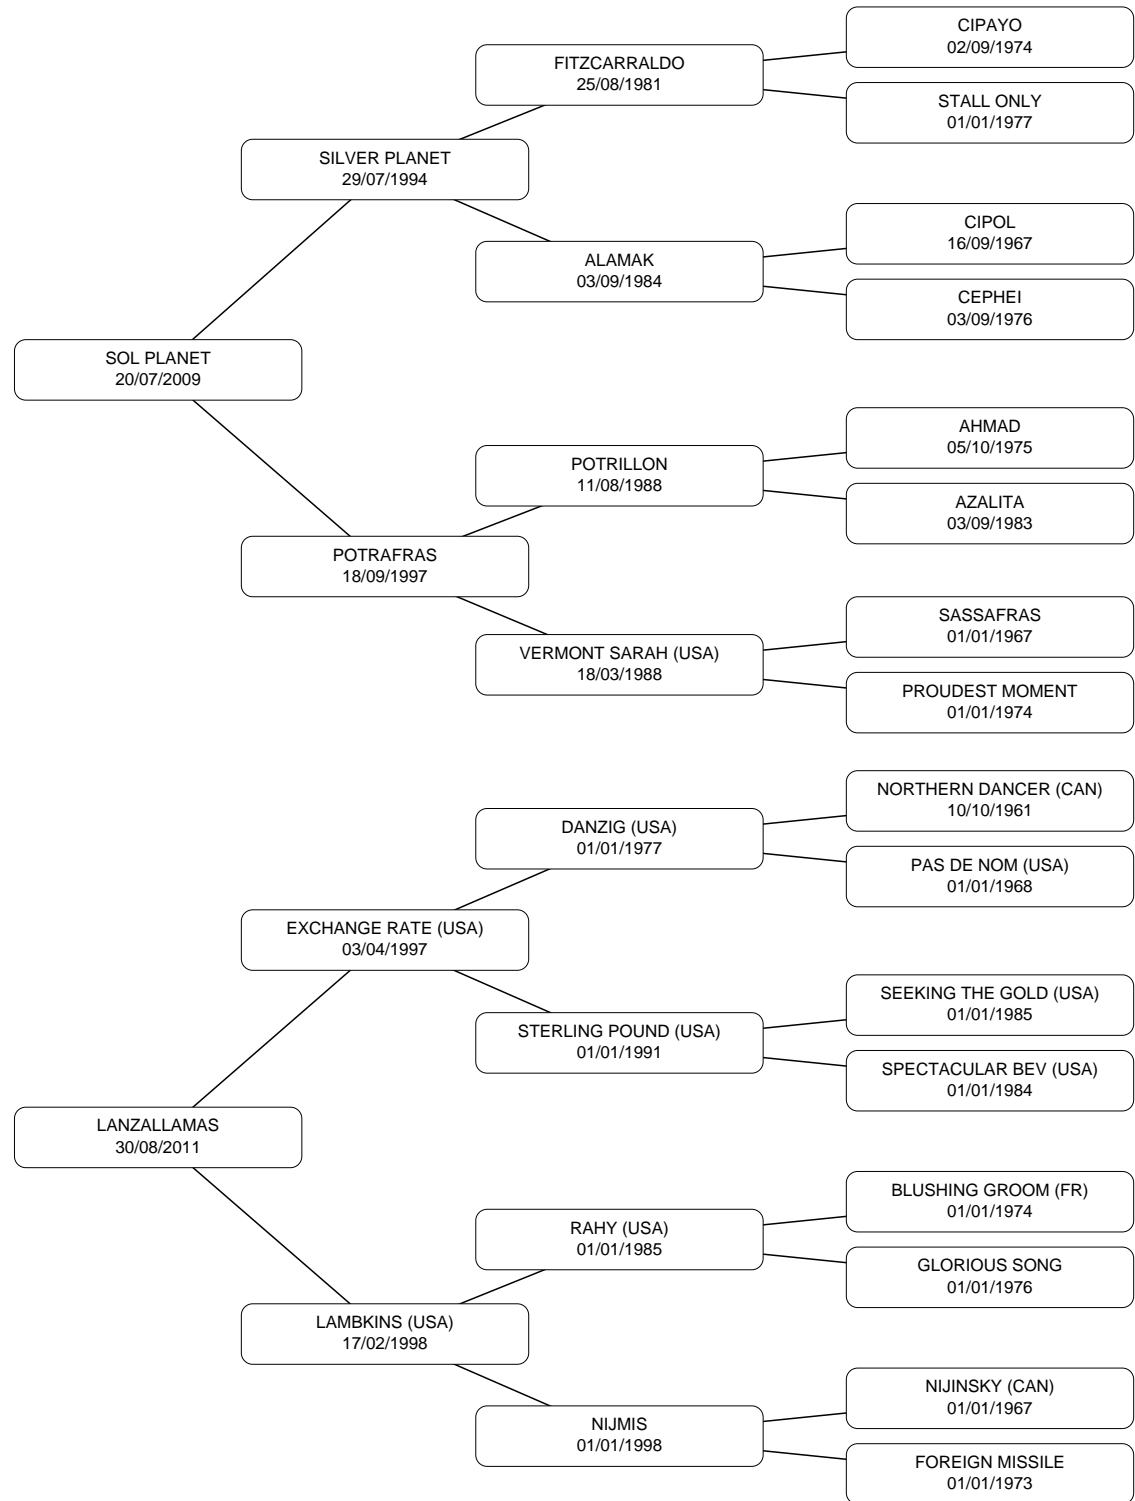 CIPAYO
02/09/1974
FITZCARRALDO
25/08/1981
STALL ONLY
01/01/1977
SILVER PLANET
29/07/1994
CIPOL
16/09/1967
ALAMAK
03/09/1984
CEPHEI
03/09/1976
SOL PLANET
20/07/2009
AHMAD
05/10/1975
POTRILLON
11/08/1988
AZALITA
03/09/1983
POTRAFRAS
18/09/1997
SASSAFRAS
01/01/1967
VERMONT SARAH (USA)
18/03/1988
PROUDEST MOMENT
01/01/1974
NORTHERN DANCER (CAN)
10/10/1961
DANZIG (USA)
01/01/1977
PAS DE NOM (USA)
01/01/1968
EXCHANGE RATE (USA)
03/04/1997
SEEKING THE GOLD (USA)
01/01/1985
STERLING POUND (USA)
01/01/1991
SPECTACULAR BEV (USA)
01/01/1984
LANZALLAMAS
30/08/2011
BLUSHING GROOM (FR)
01/01/1974
RAHY (USA)
01/01/1985
GLORIOUS SONG
01/01/1976
LAMBKINS (USA)
17/02/1998
NIJINSKY (CAN)
01/01/1967
NIJMIS
01/01/1998
FOREIGN MISSILE
01/01/1973